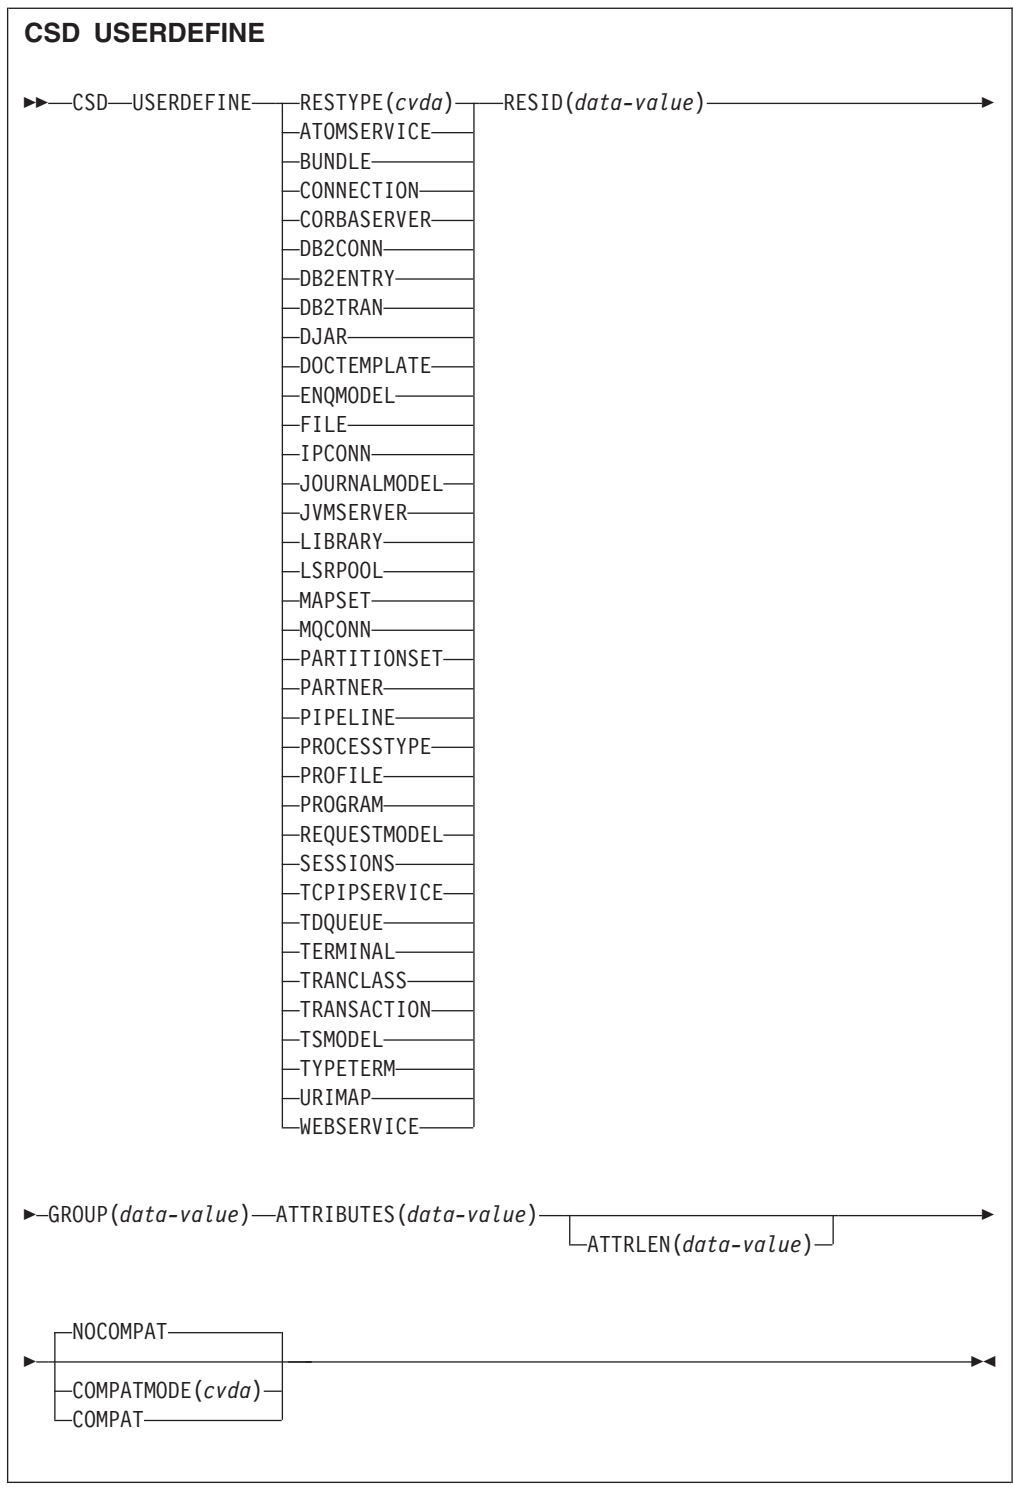 CSD USERDEFINE
CSD USERDEFINE RESTYPE(cvda) RESID(data-value)
ATOMSERVICE
BUNDLE
CONNECTION
CORBASERVER
DB2CONN
DB2ENTRY
DB2TRAN
DJAR
DOCTEMPLATE
ENQMODEL
FILE
IPCONN
JOURNALMODEL
JVMSERVER
LIBRARY
LSRPOOL
MAPSET
MQCONN
PARTITIONSET
PARTNER
PIPELINE
PROCESSTYPE
PROFILE
PROGRAM
REQUESTMODEL
SESSIONS
TCPIPSERVICE
TDQUEUE
TERMINAL
TRANCLASS
TRANSACTION
TSMODEL
TYPETERM
URIMAP
WEBSERVICE
GROUP(data-value) ATTRIBUTES(data-value)
ATTRLEN(data-value)
NOCOMPAT
COMPATMODE(cvda)
COMPAT